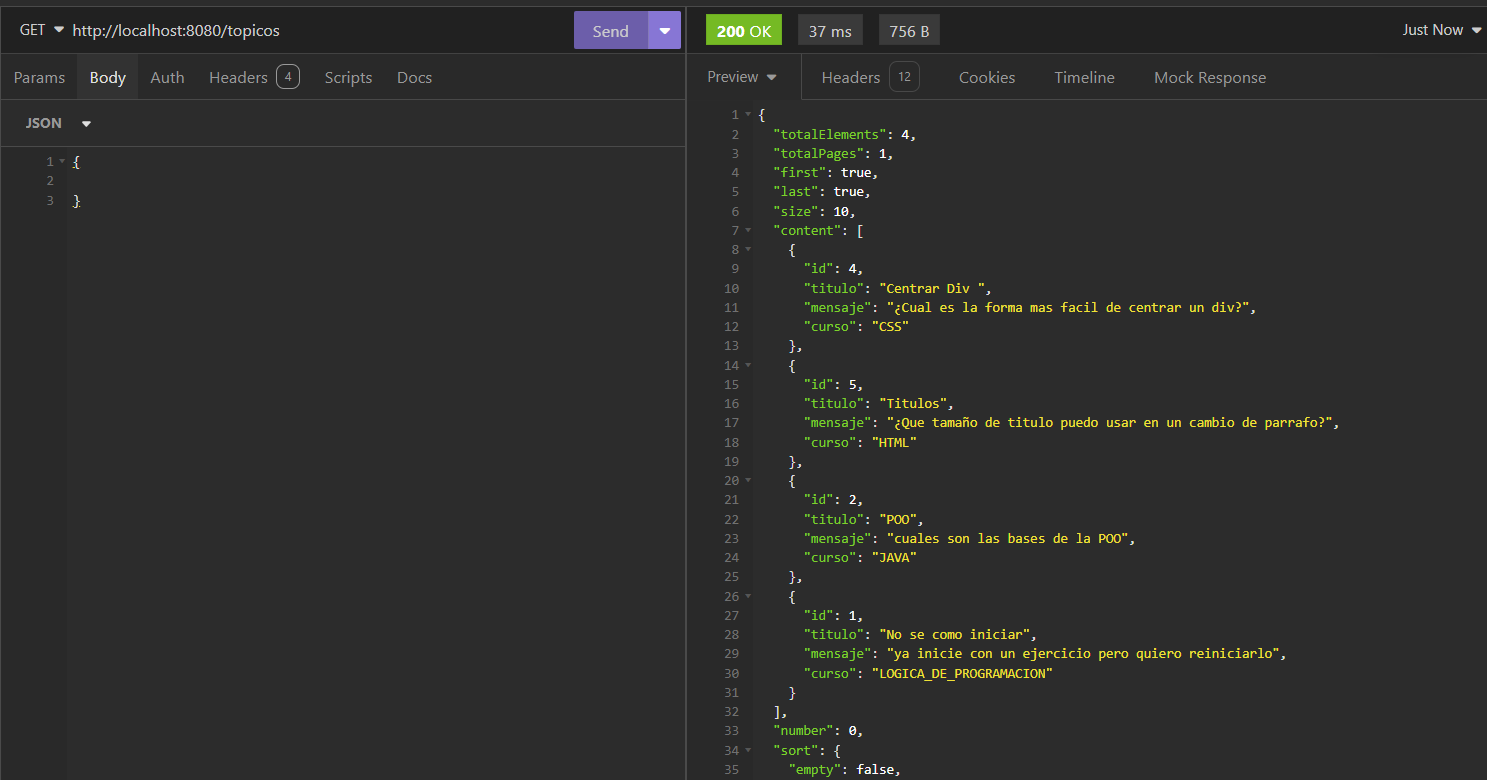 GET http://localhost:8080/topicos Send
200 OK 37 ms 756 B Just Now
Params Body Auth Headers 4 Scripts Docs
Preview Headers 12 Cookies Timeline Mock Response
JSON
1 {
2
3 }
1 {
2 "totalElements": 4,
3 "totalPages": 1,
4 "first": true,
5 "last": true,
6 "size": 10,
7 "content": [
8 {
9 "id": 4,
10 "titulo": "Centrar Div ",
11 "mensaje": "¿Cual es la forma mas facil de centrar un div?",
12 "curso": "CSS"
13 },
14 {
15 "id": 5,
16 "titulo": "Titulos",
17 "mensaje": "¿Que tamaño de titulo puedo usar en un cambio de parrafo?",
18 "curso": "HTML"
19 },
20 {
21 "id": 2,
22 "titulo": "POO",
23 "mensaje": "cuales son las bases de la POO",
24 "curso": "JAVA"
25 },
26 {
27 "id": 1,
28 "titulo": "No se como iniciar",
29 "mensaje": "ya inicie con un ejercicio pero quiero reiniciarlo",
30 "curso": "LOGICA_DE_PROGRAMACION"
31 }
32 ],
33 "number": 0,
34 "sort": {
35 "empty": false,